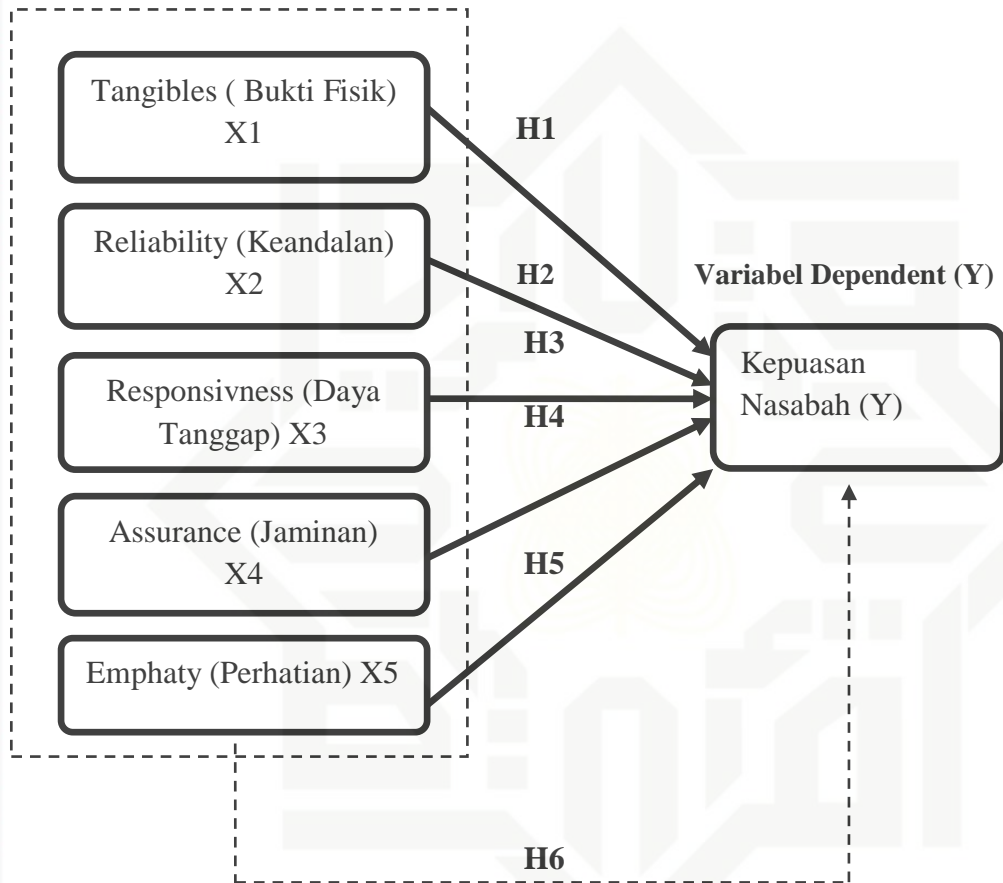 Tangibles ( Bukti Fisik)
X1
H1
Reliability (Keandalan)
X2
H2
Variabel Dependent (Y)
H3
Kepuasan
Nasabah (Y)
Responsivness (Daya
Tanggap) X3
H4
Assurance (Jaminan)
X4
H5
Emphaty (Perhatian) X5
H6